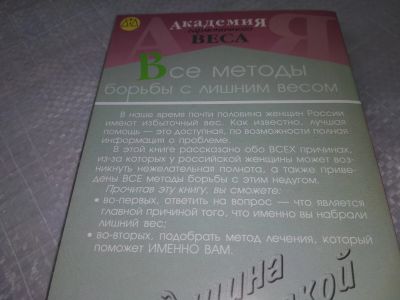 АКАДЕМИЯ
ВЕСА
Все методы
борьбы с лишним весом
В наше время почти половина женщин России
имеют избыточный вес. Как известно, лучшая
помощь — это доступная, по возможности полная
информация о проблеме.
В этой книге рассказано обо ВСЕХ причинах,
из-за которых у российской женщины может воз-
никнуть нежелательная полнота, а также приве-
дены ВСЕ методы борьбы с этим недугом.
Прочитав эту книгу, вы сможете:
• во-первых, ответить на вопрос — что является
главной причиной того, что именно вы набрали
лишний вес;
• во-вторых, подобрать метод лечения, который
поможет ИМЕННО ВАМ.